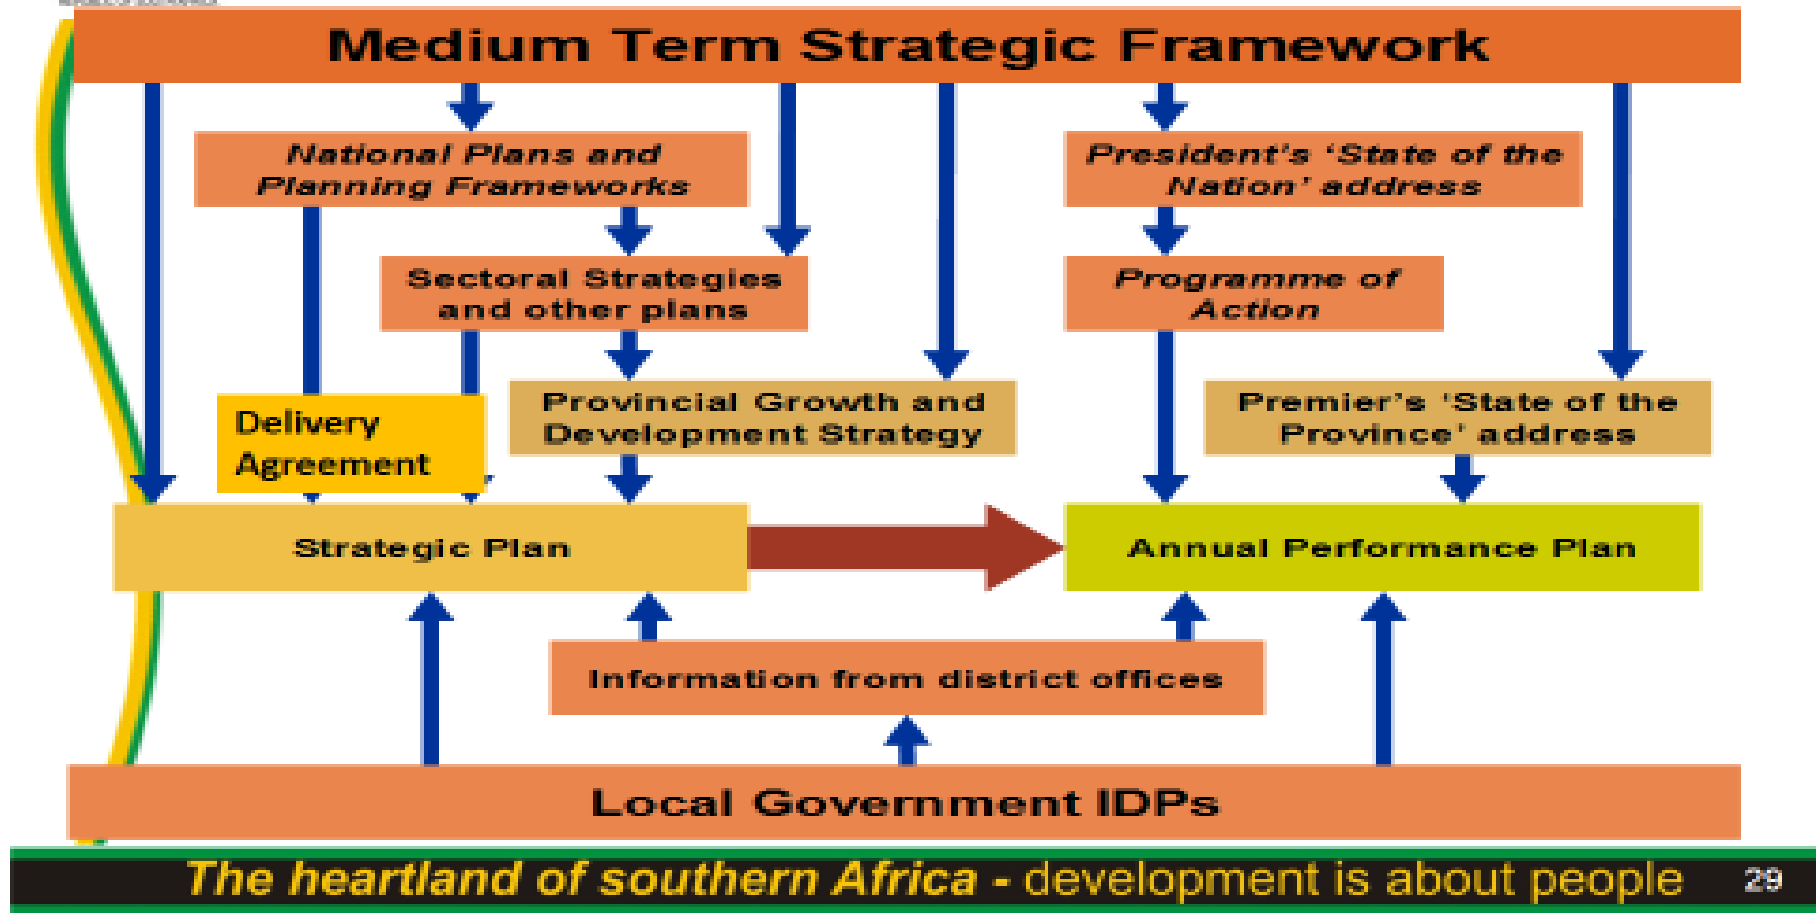 Medium Term Strategic Framework
National Plans and
Planning Frameworks
President's 'State of the
Nation' address
Sectoral Strategies
and other plans
Programme of
Action
Delivery
Agreement
Provincial Growth and
Development Strategy
Premier's 'State of the
Province' address
Strategic Plan
Annual Performance Plan
Information from district offices
Local Government IDPs
The heartland of southern Africa - development is about people 29